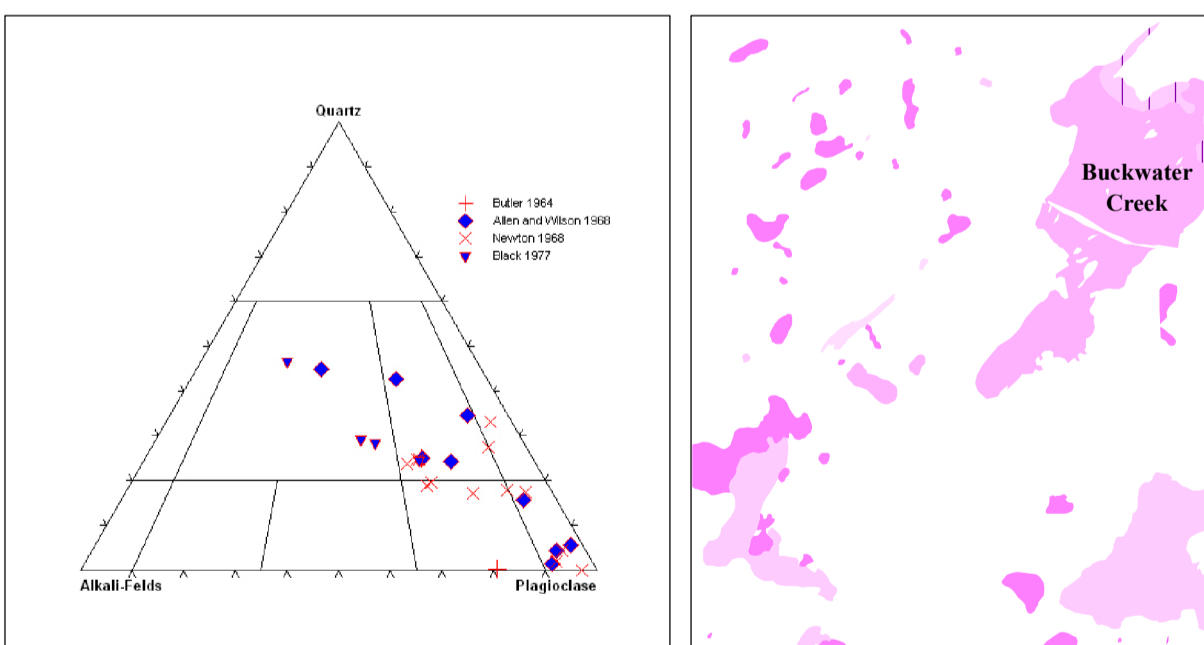 Quartz
Butler 1964
Allen and Wilson 1968
Newton 1968
Black 1977
Alkali-Felds
Plagioclase
Buckwater
Creek